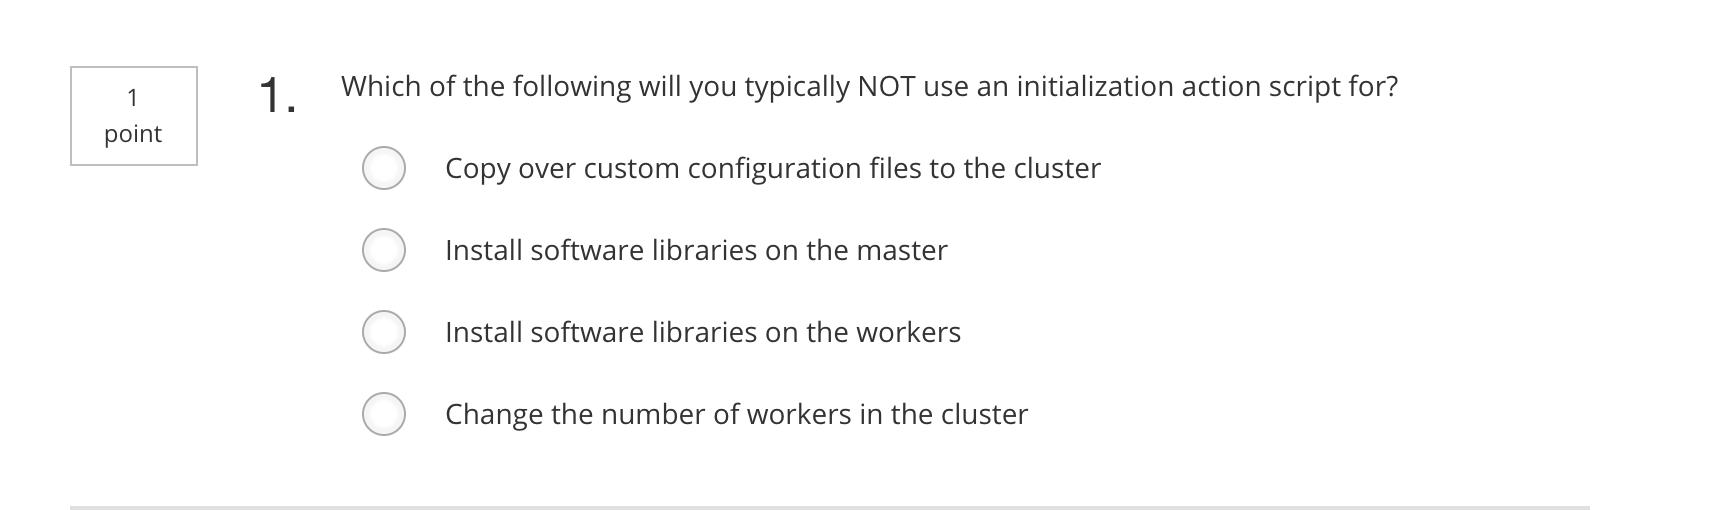 1
point
1.
Which of the following will you typically NOT use an initialization action script for?
Copy over custom configuration files to the cluster
Install software libraries on the master
Install software libraries on the workers
Change the number of workers in the cluster